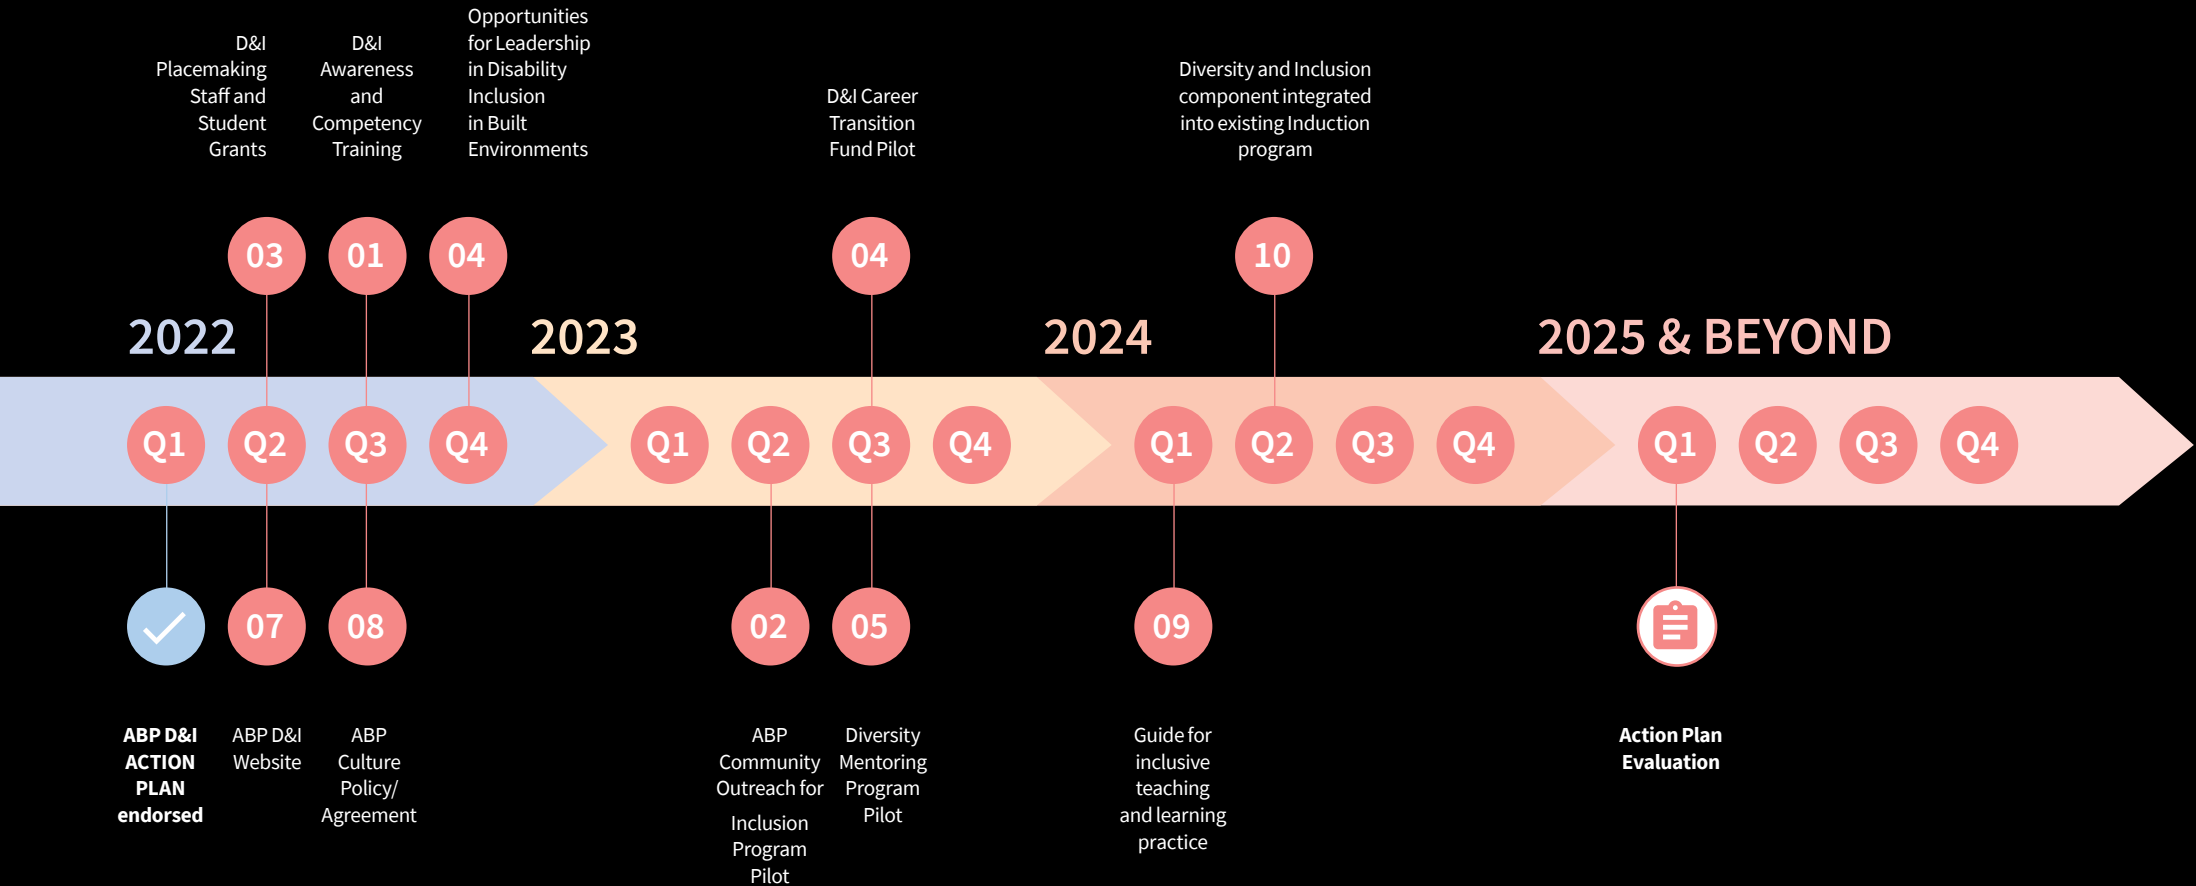 D&I
Placemaking
Staff and
Student
Grants
D&I
Awareness
and
Competency
Training
Opportunities
for Leadership
in Disability
Inclusion
in Built
Environments
D&I Career
Transition
Fund Pilot
Diversity and Inclusion
component integrated
into existing Induction
program
03
01
04
04
10
2022
2023
2024
2025 & BEYOND
Q1
Q2
Q3
Q4
Q1
Q2
Q3
Q4
Q1
Q2
Q3
Q4
Q1
Q2
Q3
Q4
07
08
02
05
09
ABP D&I
ACTION
PLAN
endorsed
ABP D&I
Website
ABP
Culture
Policy/
Agreement
ABP
Community
Outreach for
Inclusion
Program
Pilot
Diversity
Mentoring
Program
Pilot
Guide for
inclusive
teaching
and learning
practice
Action Plan
Evaluation